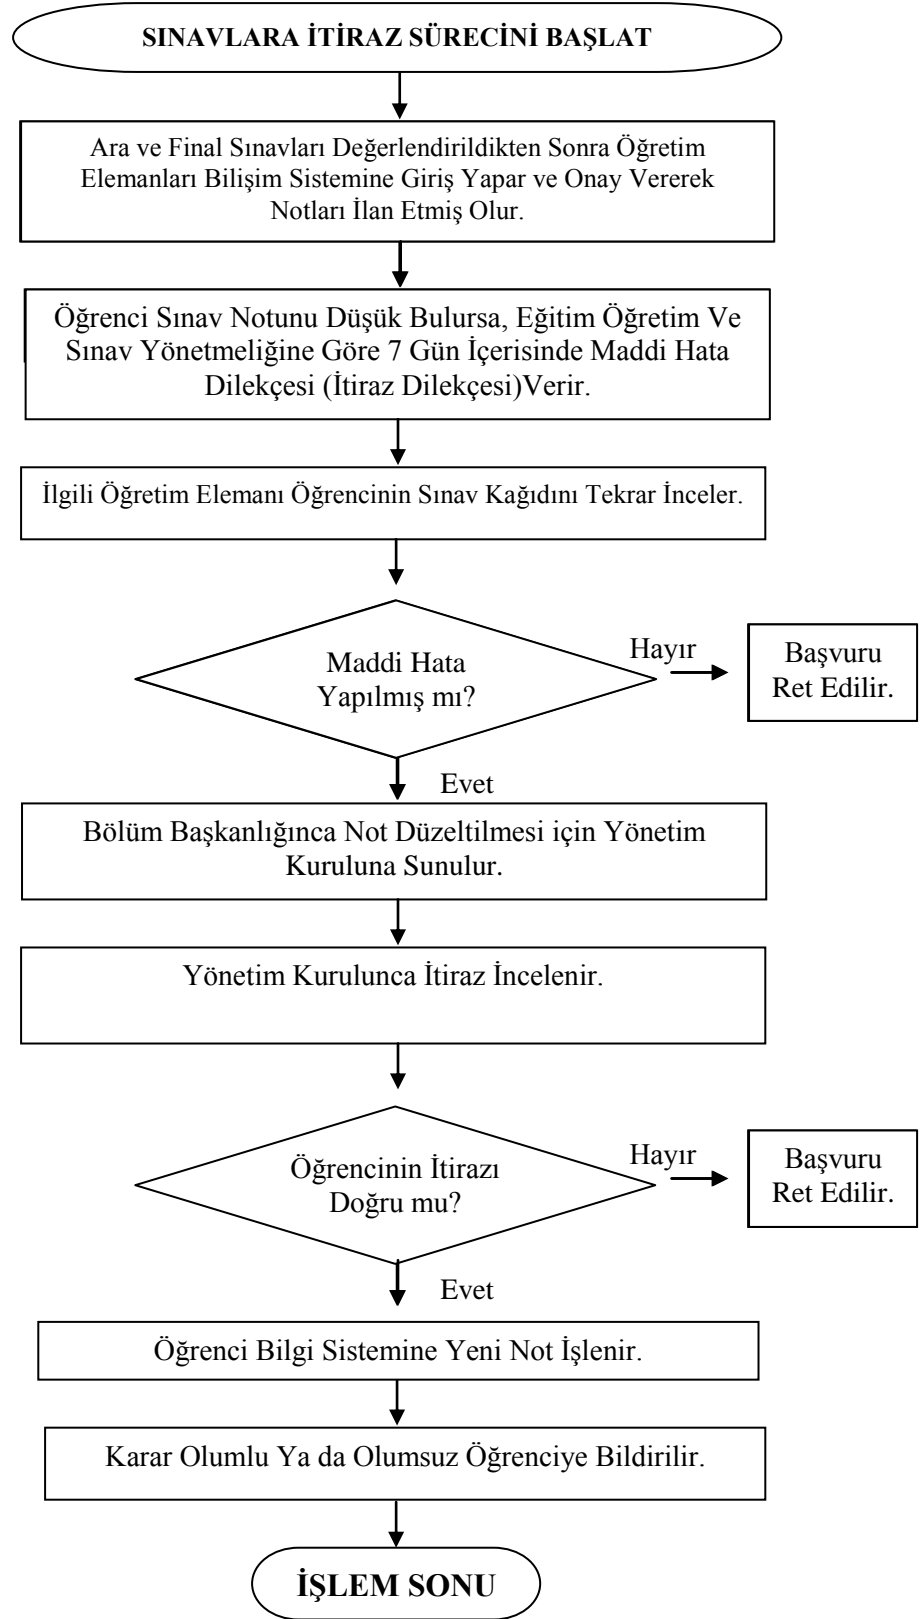 SINAVLARA İTİRAZ SÜRECİNİ BAŞLAT
Ara ve Final Sınavları Değerlendirildikten Sonra Öğretim
Elemanları Bilişim Sistemine Giriş Yapar ve Onay Vererek
Notları İlan Etmiş Olur.
Öğrenci Sınav Notunu Düşük Bulursa, Eğitim Öğretim Ve
Sınav Yönetmeliğine Göre 7 Gün İçerisinde Maddi Hata
Dilekçesi (İtiraz Dilekçesi)Verir.
İlgili Öğretim Elemanı Öğrencinin Sınav Kağıdını Tekrar İnceler.
Maddi Hata
Yapılmış mı?
Hayır
Başvuru
Ret Edilir.
Evet
Bölüm Başkanlığınca Not Düzeltilmesi için Yönetim
Kuruluna Sunulur.
Yönetim Kurulunca İtiraz İncelenir.
Öğrencinin İtirazı
Doğru mu?
Hayır
Başvuru
Ret Edilir.
Evet
Öğrenci Bilgi Sistemine Yeni Not İşlenir.
Karar Olumlu Ya da Olumsuz Öğrenciye Bildirilir.
İŞLEM SONU